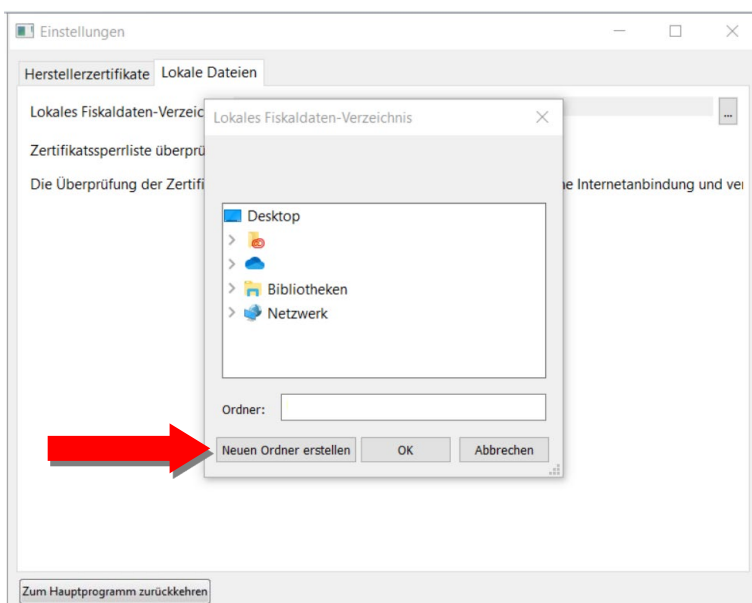 Einstellungen
Herstellerzertifikate Lokale Dateien
Lokales Fiskaldaten-Verzeic
...
Zertifikatssperrliste überprü
Die Überprüfung der Zertifi
ne Internetanbindung und ver
Lokales Fiskaldaten-Verzeichnis
Desktop
Bibliotheken
Netzwerk
Ordner:
Neuen Ordner erstellen OK Abbrechen
Zum Hauptprogramm zurückkehren